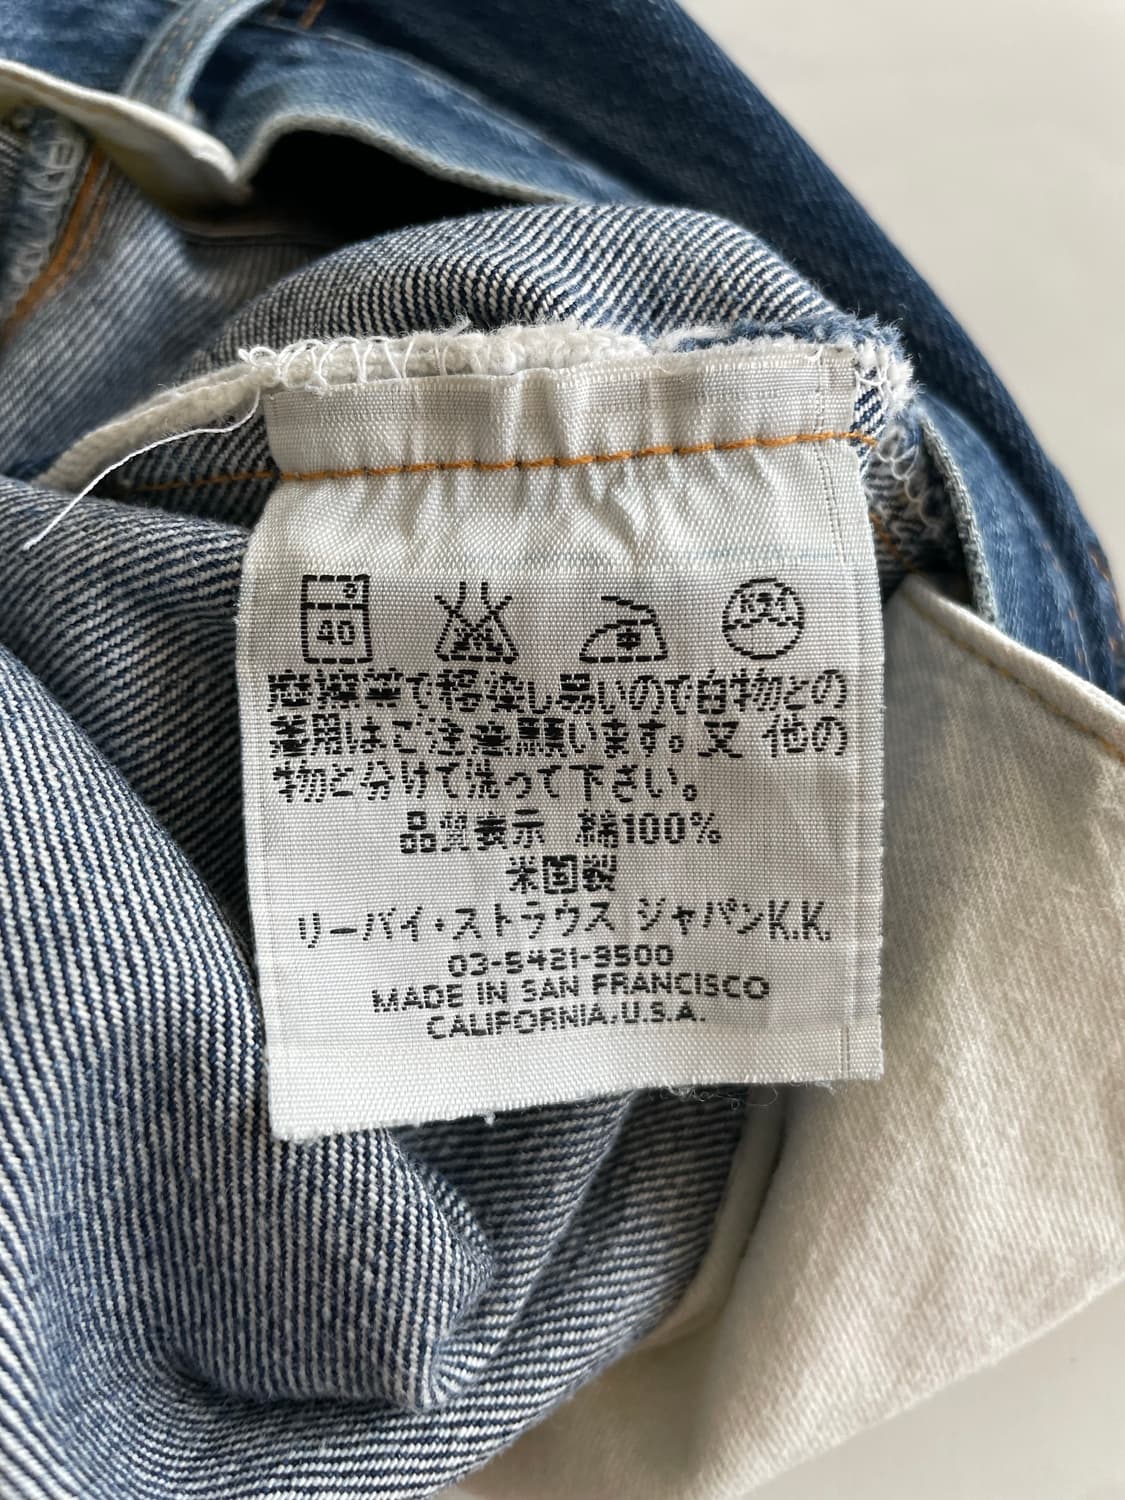 40
摩擦等で移染し易いので白物との
着用はご注意願います。又 他の
物と分けて洗って下さい。
品質表示 綿100%
米国製
リーバイ・ストラウス ジャパンK.K.
03-5421-3500
MADE IN SAN FRANCISCO
CALIFORNIA,U.S.A.